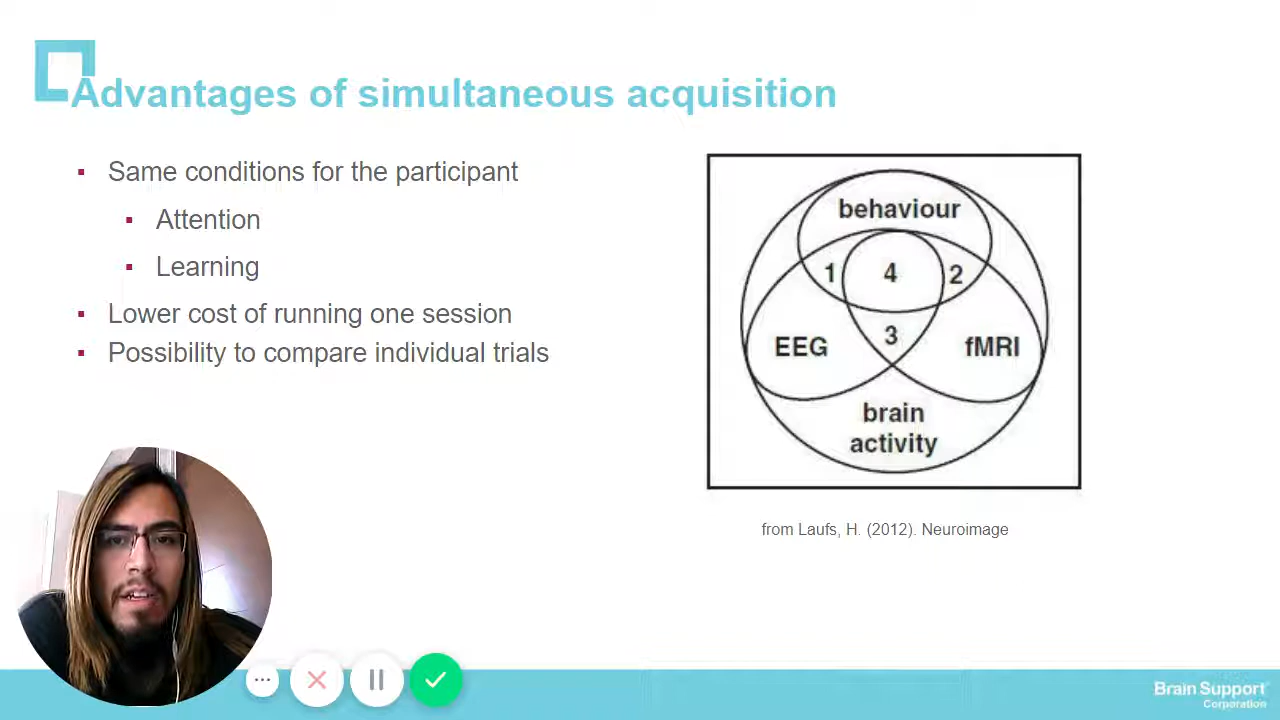 Advantages of simultaneous acquisition
Same conditions for the participant
Attention
Learning
Lower cost of running one session
Possibility to compare individual trials
behaviour
1 4 2
3
EEG fMRI
brain
activity
from Laufs, H. (2012). Neuroimage
Brain Support
Corporation